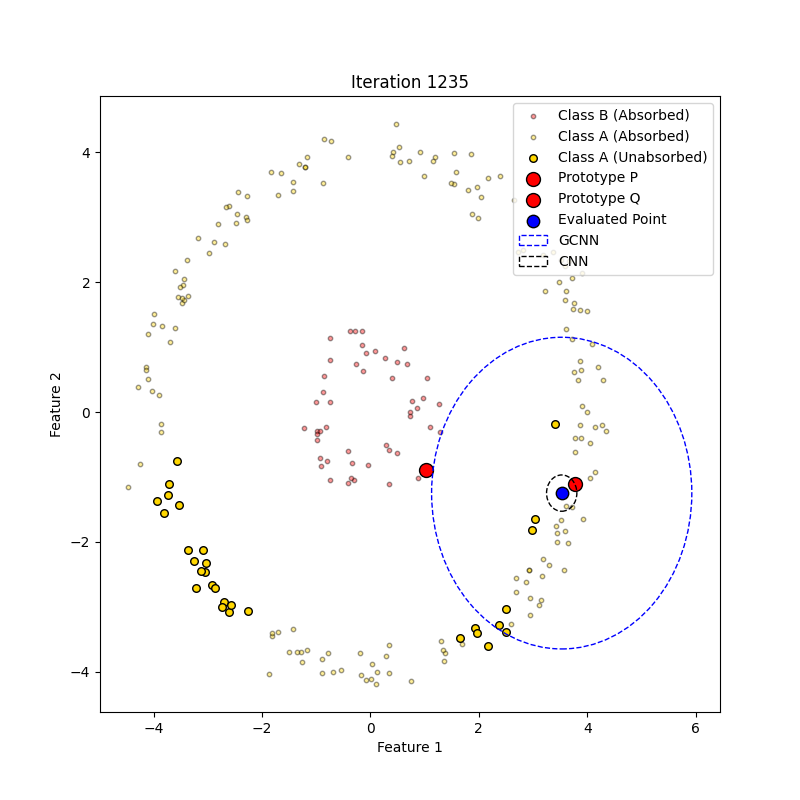 Iteration 1235
Class B (Absorbed)
Class A (Absorbed)
Class A (Unabsorbed)
Prototype P
Prototype Q
Evaluated Point
GCNN
CNN
Feature 2
4
2
0
−2
−4
−4
−2
0
2
4
6
Feature 1